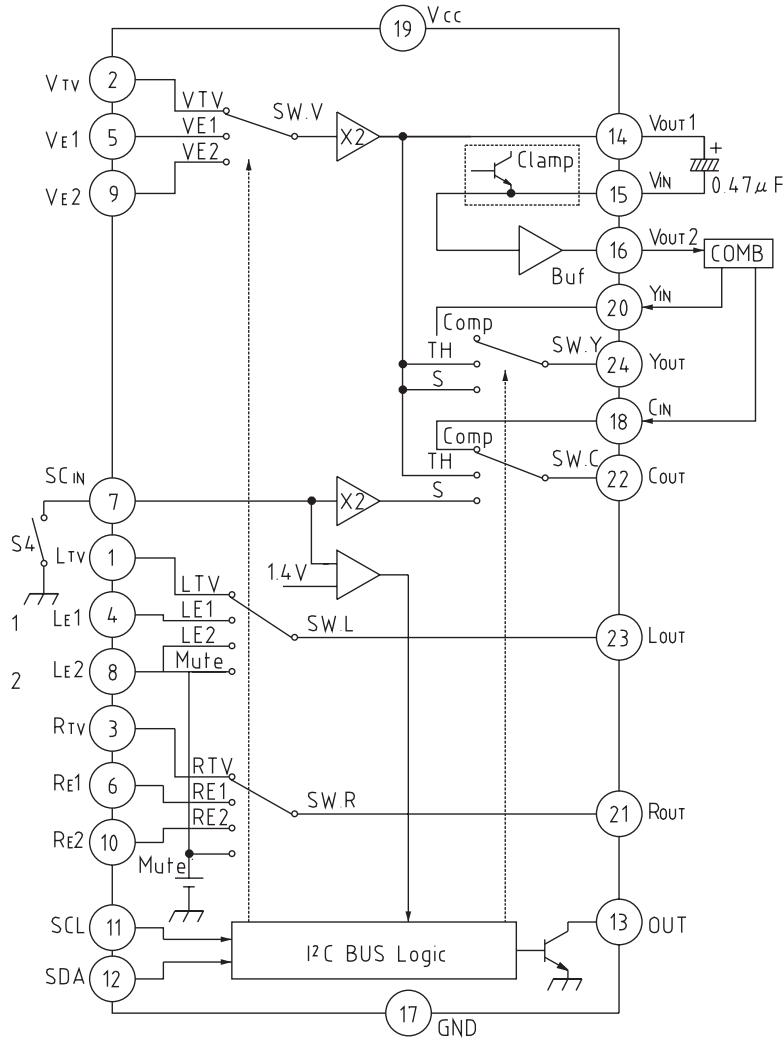 19 VCC
VTV 2
VTV
SW.V
VE1 5
VE1
X2
14 VOUT1
VE2
Clamp
+
VE2 9
15 VIN
0.47μF
16 VOUT2
COMB
Buf
20 YIN
Comp
TH
SW.Y
24 YOUT
S
18 CIN
Comp
TH
SW.C
22 COUT
SCIN
7
X2
S
S4
LTV 1
1.4V
LTV
1
LE1 4
LE1
SW.L
23 LOUT
LE2
Mute
2
LE2 8
RTV 3
RTV
RE1 6
RE1
SW.R
21 ROUT
RE2
RE2 10
Mute
SCL 11
13 OUT
I²C BUS Logic
SDA 12
17 GND